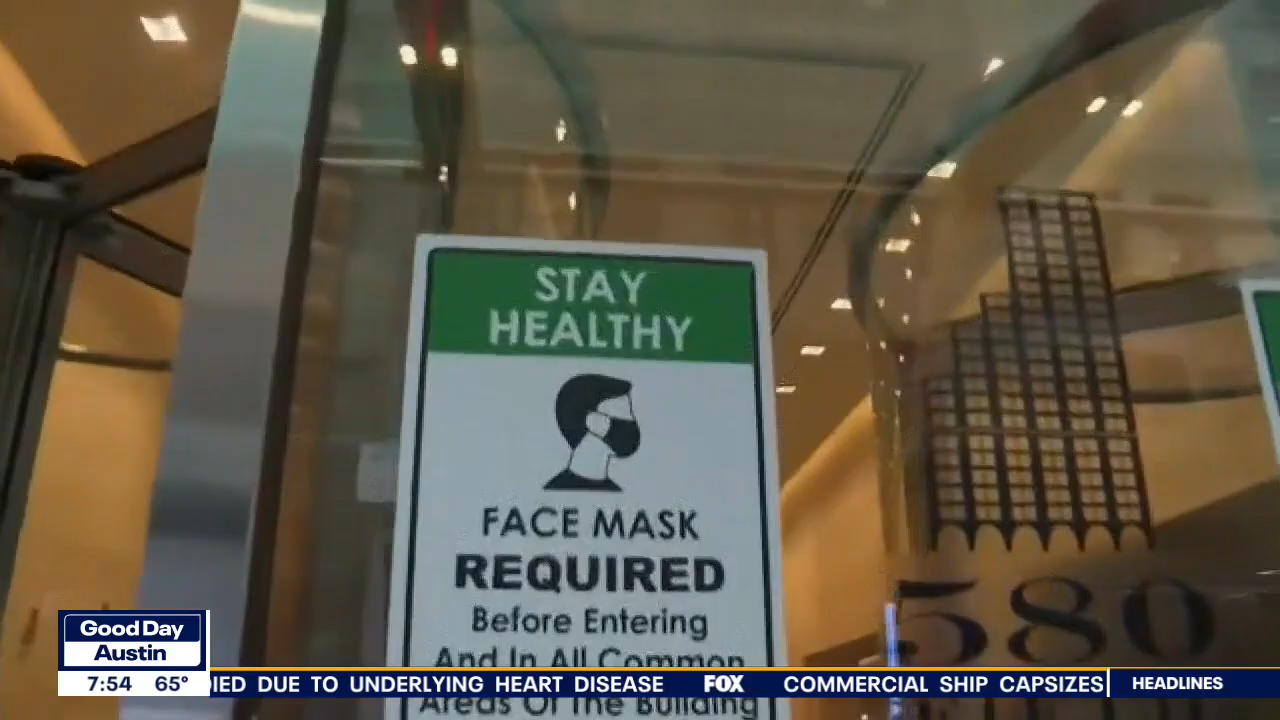 STAY
HEALTHY
FACE MASK
REQUIRED
Before Entering
And In All Common
Areas Of The Building
580
Good Day
Austin
7:54 65°
IED DUE TO UNDERLYING HEART DISEASE FOX COMMERCIAL SHIP CAPSIZES
HEADLINES